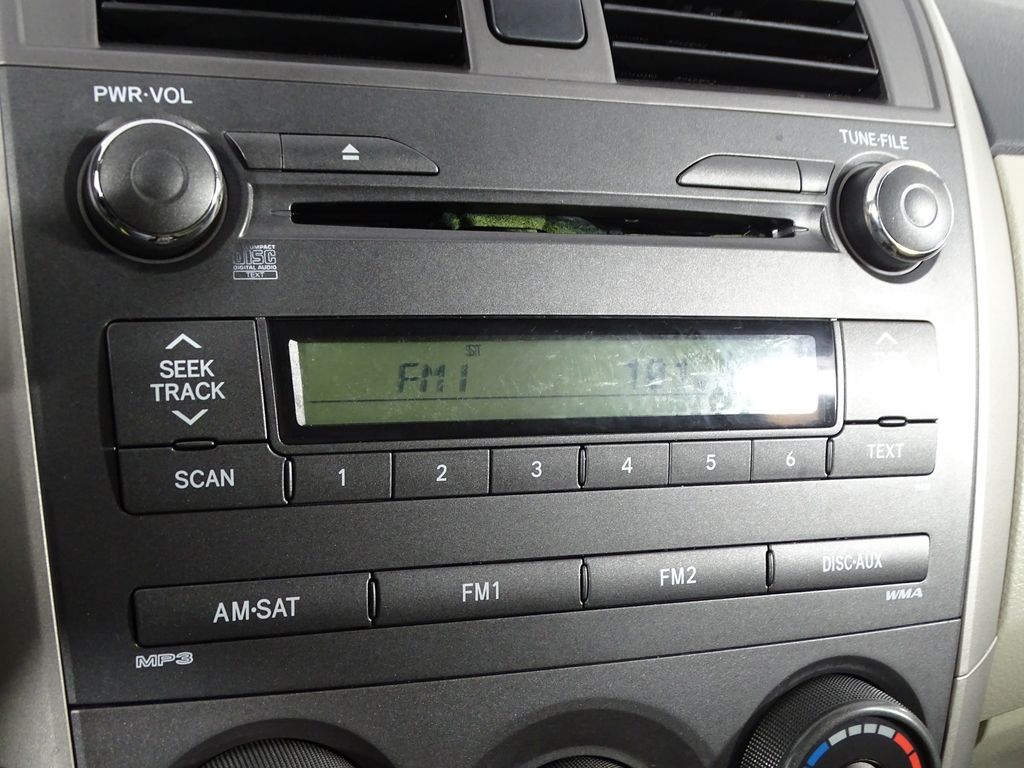 PWR·VOL
TUNE·FILE
COMPACT
DISC
DIGITAL AUDIO
TEXT
SEEK
TRACK
ST
FM1
SCAN
1
2
3
4
5
6
TEXT
AM·SAT
FM1
FM2
DISC·AUX
MP3
WMA